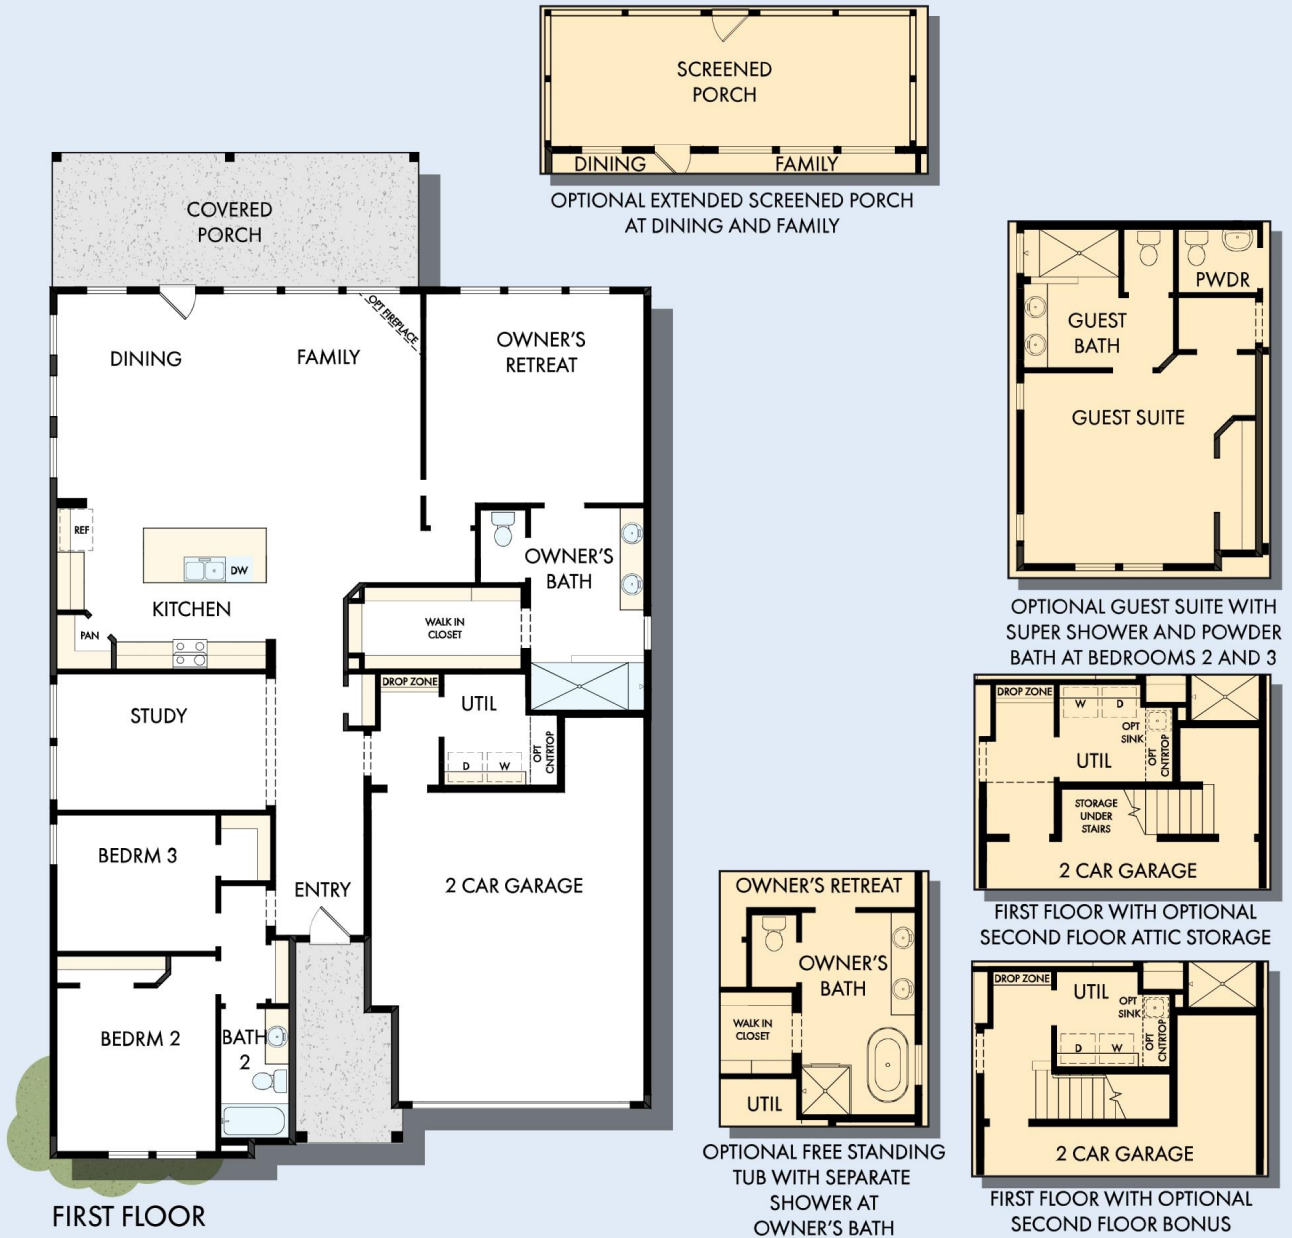 SCREENED
PORCH
DINING
FAMILY
OPTIONAL EXTENDED SCREENED PORCH
AT DINING AND FAMILY
COVERED
PORCH
OPT FIREPLACE
DINING
FAMILY
OWNER'S
RETREAT
REF
DW
KITCHEN
PAN
OWNER'S
BATH
WALK IN
CLOSET
DROP ZONE
UTIL
D
W
OPT
CNTRTOP
STUDY
BEDRM 3
ENTRY
2 CAR GARAGE
BEDRM 2
BATH
2
FIRST FLOOR
PWDR
GUEST
BATH
GUEST SUITE
OPTIONAL GUEST SUITE WITH
SUPER SHOWER AND POWDER
BATH AT BEDROOMS 2 AND 3
DROP ZONE
W
D
OPT
SINK
UTIL
OPT
CNTRTOP
STORAGE
UNDER
STAIRS
2 CAR GARAGE
FIRST FLOOR WITH OPTIONAL
SECOND FLOOR ATTIC STORAGE
OWNER'S RETREAT
OWNER'S
BATH
WALK IN
CLOSET
UTIL
OPTIONAL FREE STANDING
TUB WITH SEPARATE
SHOWER AT
OWNER'S BATH
DROP ZONE
UTIL
OPT
SINK
D
W
OPT
CNTRTOP
2 CAR GARAGE
FIRST FLOOR WITH OPTIONAL
SECOND FLOOR BONUS